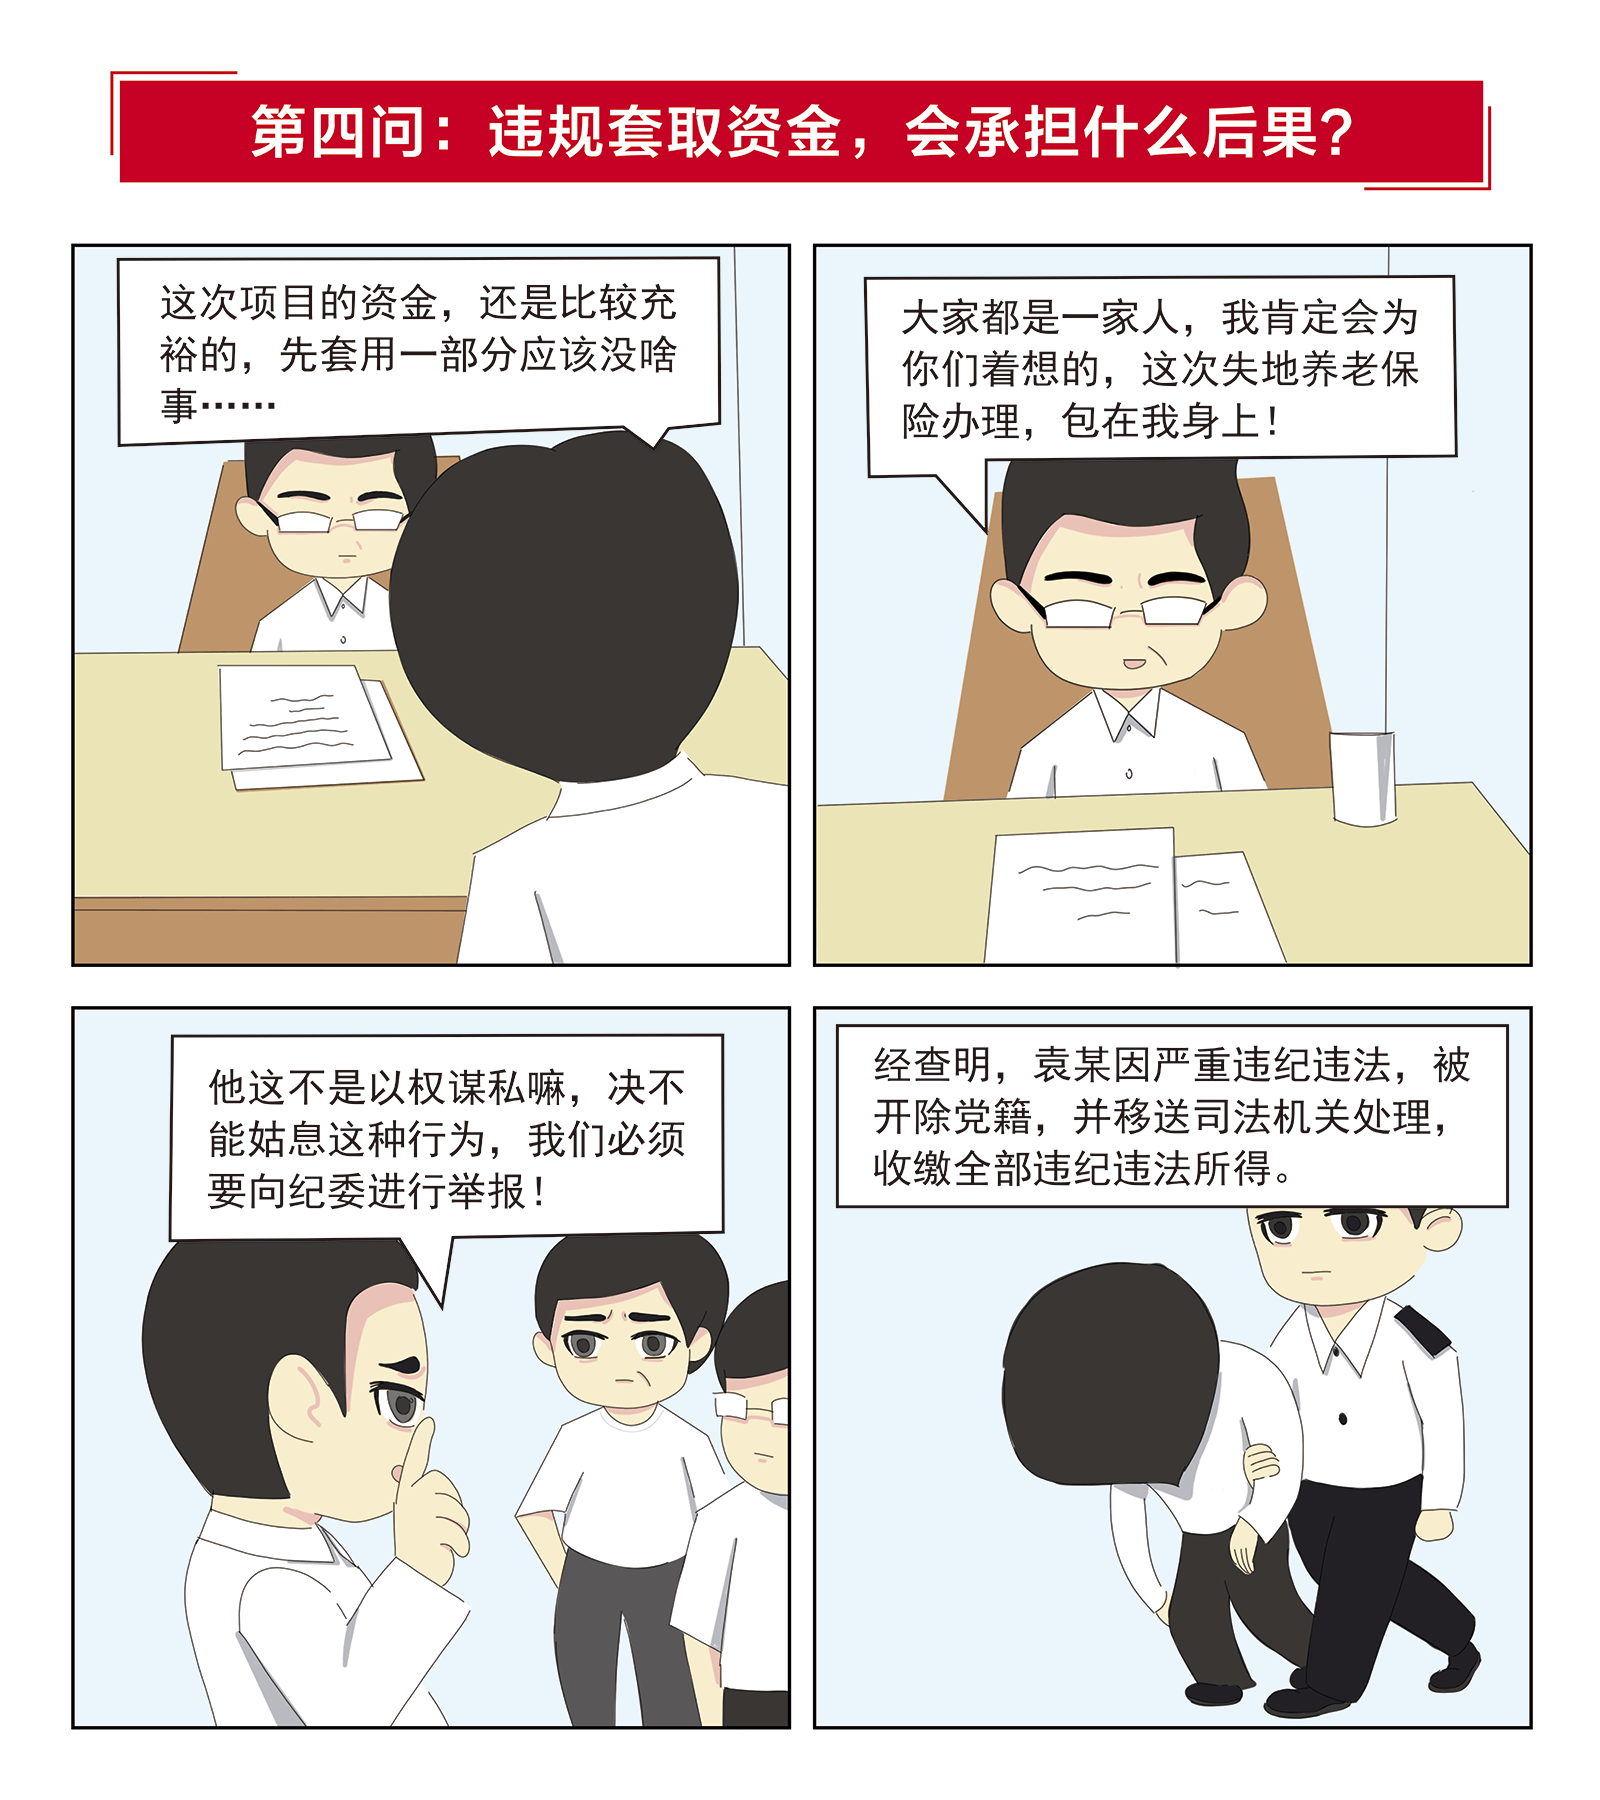 第四问：违规套取资金，会承担什么后果？
这次项目的资金，还是比较充
裕的，先套用一部分应该没啥
事……
大家都是一家人，我肯定会为
你们着想的，这次失地养老保
险办理，包在我身上！
他这不是以权谋私嘛，决不
能姑息这种行为，我们必须
要向纪委进行举报！
经查明，袁某因严重违纪违法，被
开除党籍，并移送司法机关处理，
收缴全部违纪违法所得。